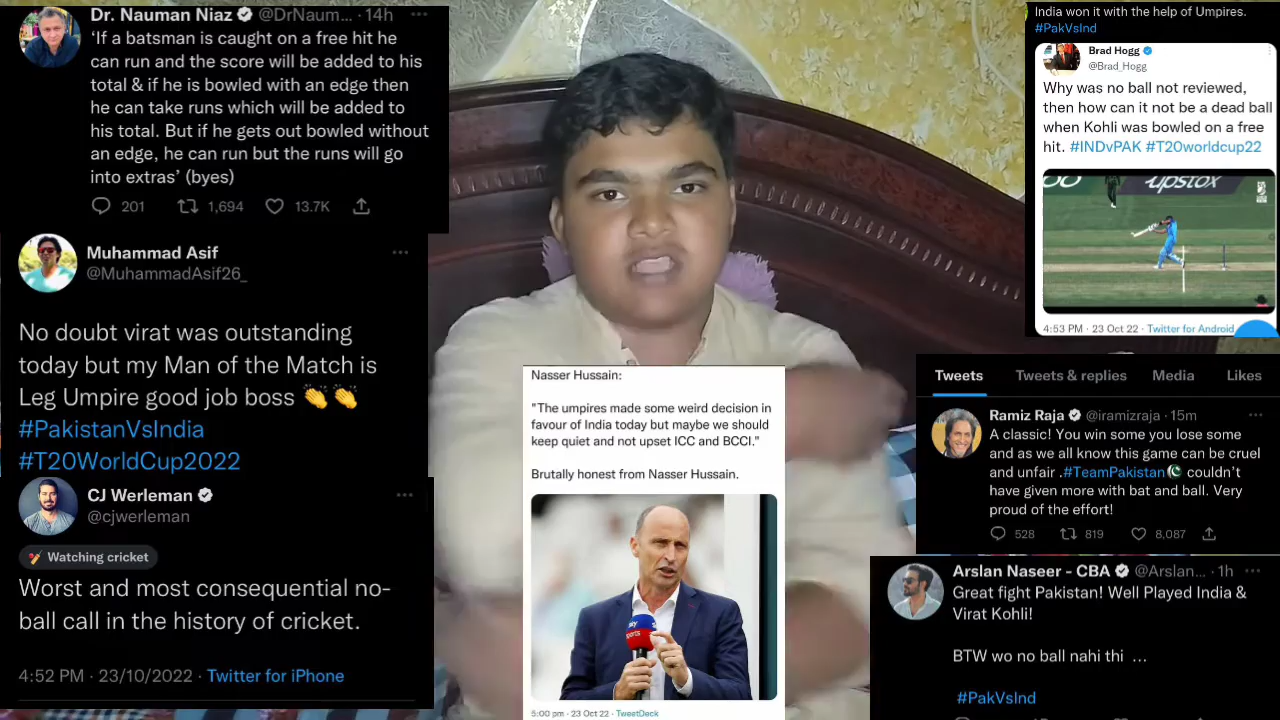 Dr. Nauman Niaz @DrNaum... · 14h ···
‘If a batsman is caught on a free hit he
can run and the score will be added to his
total & if he is bowled with an edge then
he can take runs which will be added to
his total. But if he gets out bowled without
an edge, he can run but the runs will go
into extras’ (byes)
201 1,694 13.7K
Muhammad Asif ···
@MuhammadAsif26_
No doubt virat was outstanding
today but my Man of the Match is
Leg Umpire good job boss 👏👏
#PakistanVsIndia
#T20WorldCup2022
CJ Werleman ···
@cjwerleman
🏏 Watching cricket
Worst and most consequential no-
ball call in the history of cricket.
4:52 PM · 23/10/2022 · Twitter for iPhone
Nasser Hussain:
"The umpires made some weird decision in
favour of India today but maybe we should
keep quiet and not upset ICC and BCCI."
Brutally honest from Nasser Hussain.
sky
sports
5:00 pm · 23 Oct 22 · TweetDeck
India won it with the help of Umpires.
#PakVsInd
Brad Hogg
@Brad_Hogg
Why was no ball not reviewed,
then how can it not be a dead ball
when Kohli was bowled on a free
hit. #INDvPAK #T20worldcup22
upstox
4:53 PM · 23 Oct 22 · Twitter for Android
Tweets Tweets & replies Media Likes
Ramiz Raja @iramizraja · 15m ···
A classic! You win some you lose some
and as we all know this game can be cruel
and unfair .#TeamPakistan couldn’t
have given more with bat and ball. Very
proud of the effort!
528 819 8,087
Arslan Naseer - CBA @Arslan... · 1h ···
Great fight Pakistan! Well Played India &
Virat Kohli!
BTW wo no ball nahi thi ...
#PakVsInd